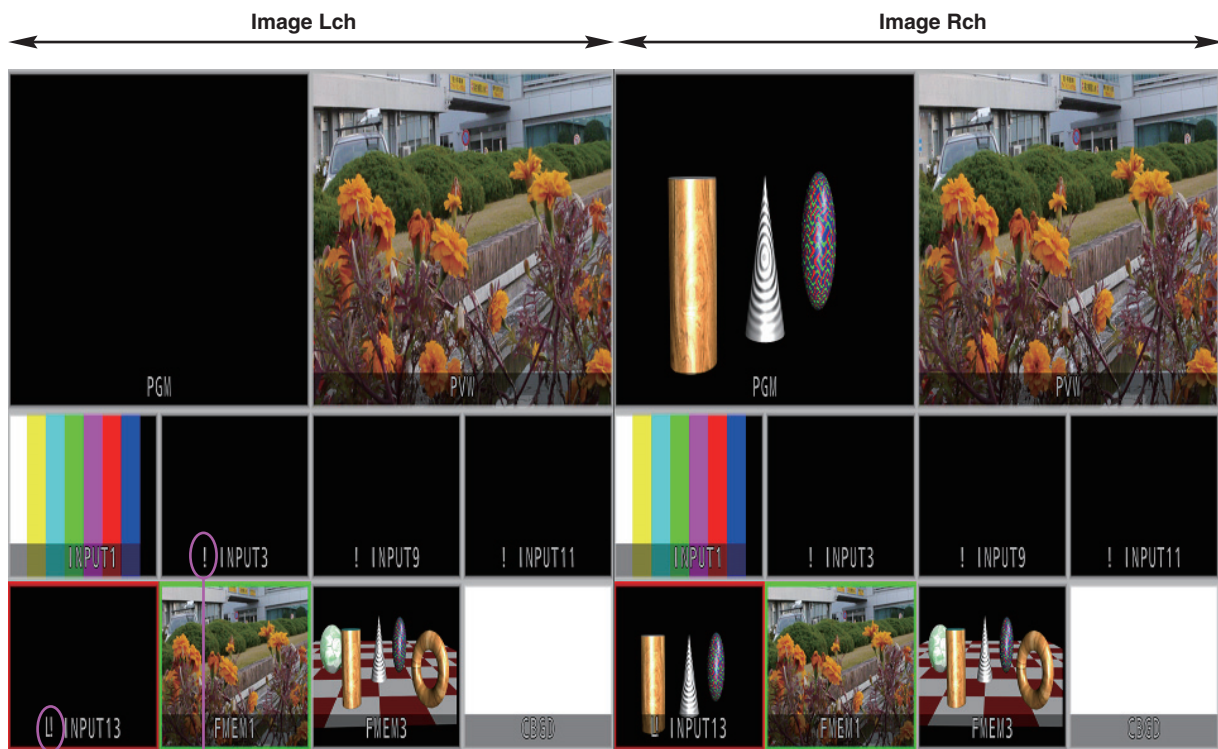 Image Lch Image Rch
PGM PVW PGM PVW
INPUT1 ! INPUT3 ! INPUT9 ! INPUT11 INPUT1 ! INPUT3 ! INPUT9 ! INPUT11
L! INPUT13 FMEM1 FMEM3 CBGD L! INPUT13 FMEM1 FMEM3 CBGD